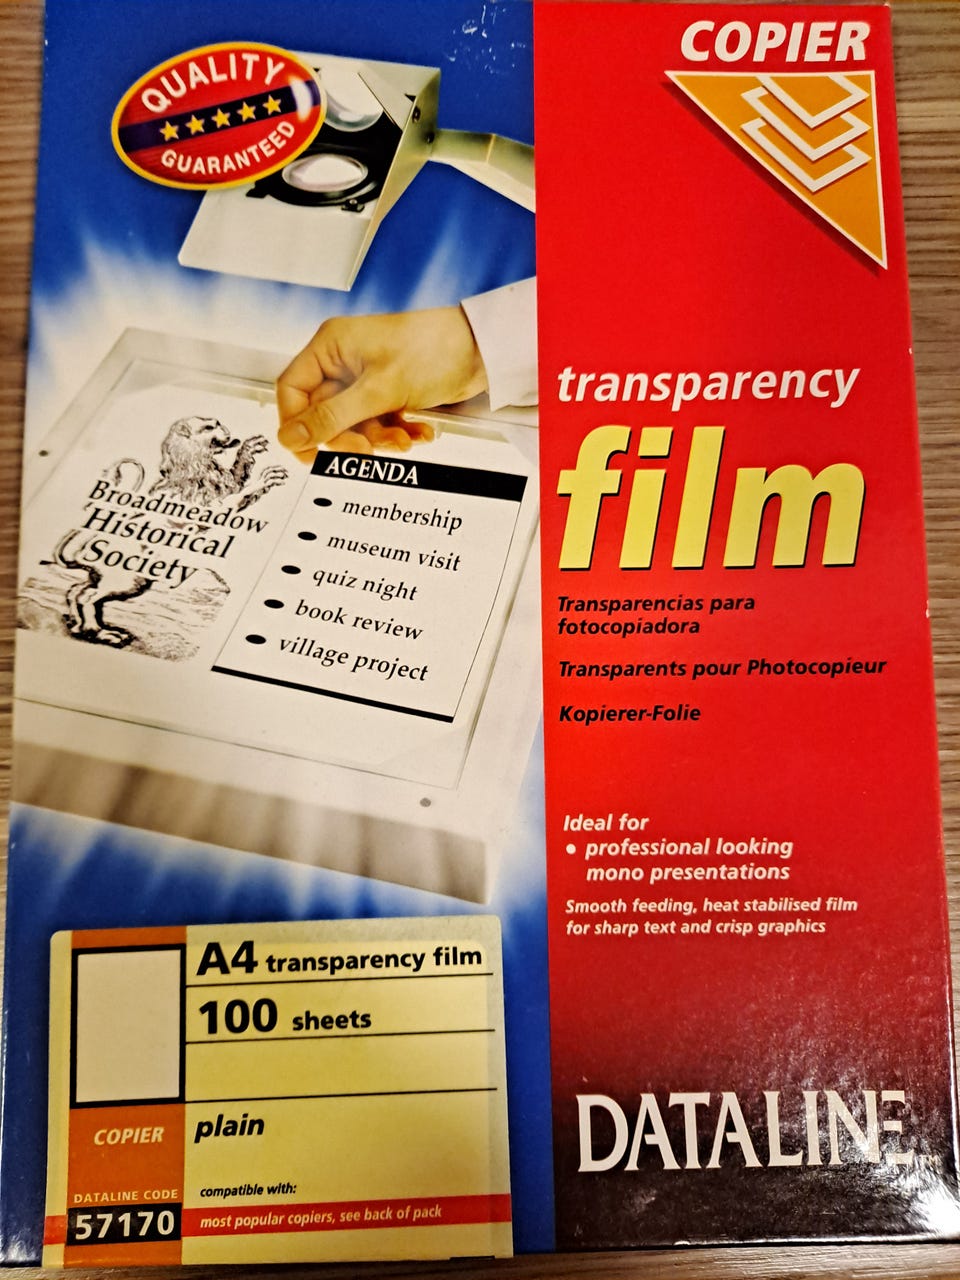 COPIER
QUALITY
GUARANTEED
transparency
film
Transparencias para
fotocopiadora
Transparents pour Photocopieur
Kopierer-Folie
Broadmeadow
Historical
Society
AGENDA
• membership
• museum visit
• quiz night
• book review
• village project
Ideal for
• professional looking
mono presentations
Smooth feeding, heat stabilised film
for sharp text and crisp graphics
A4 transparency film
100 sheets
plain
COPIER
DATALINE CODE
57170
compatible with:
most popular copiers, see back of pack
DATALINE™